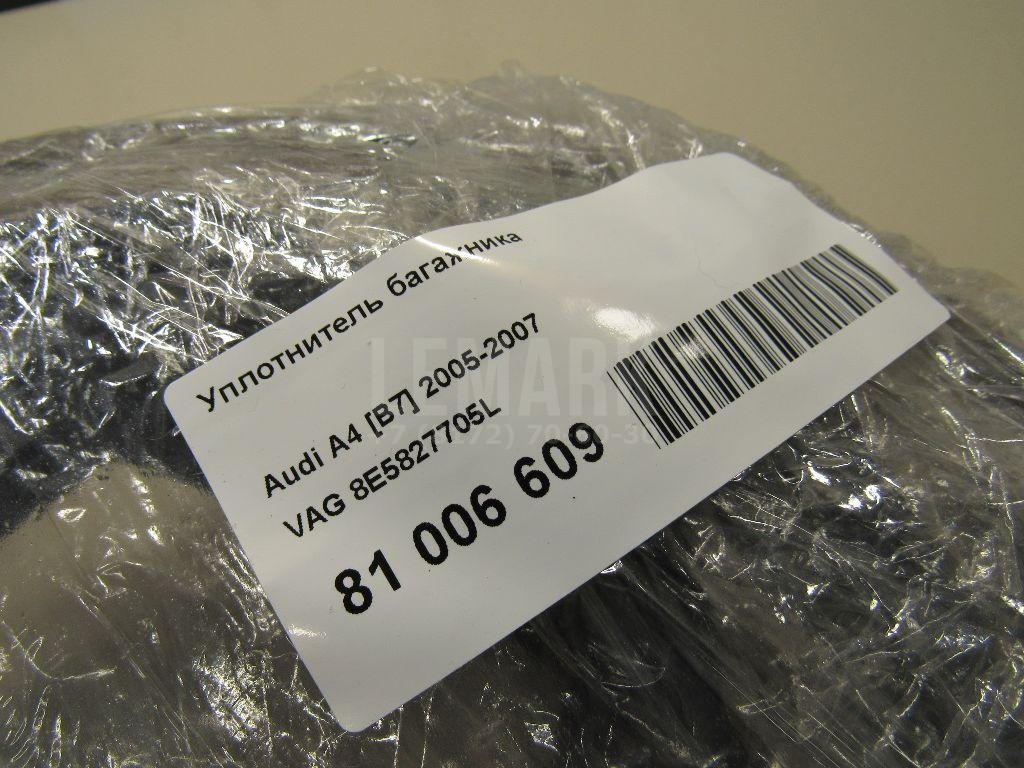 Уплотнитель багажника
Audi A4 [B7] 2005-2007
VAG 8E5827705L
81 006 609